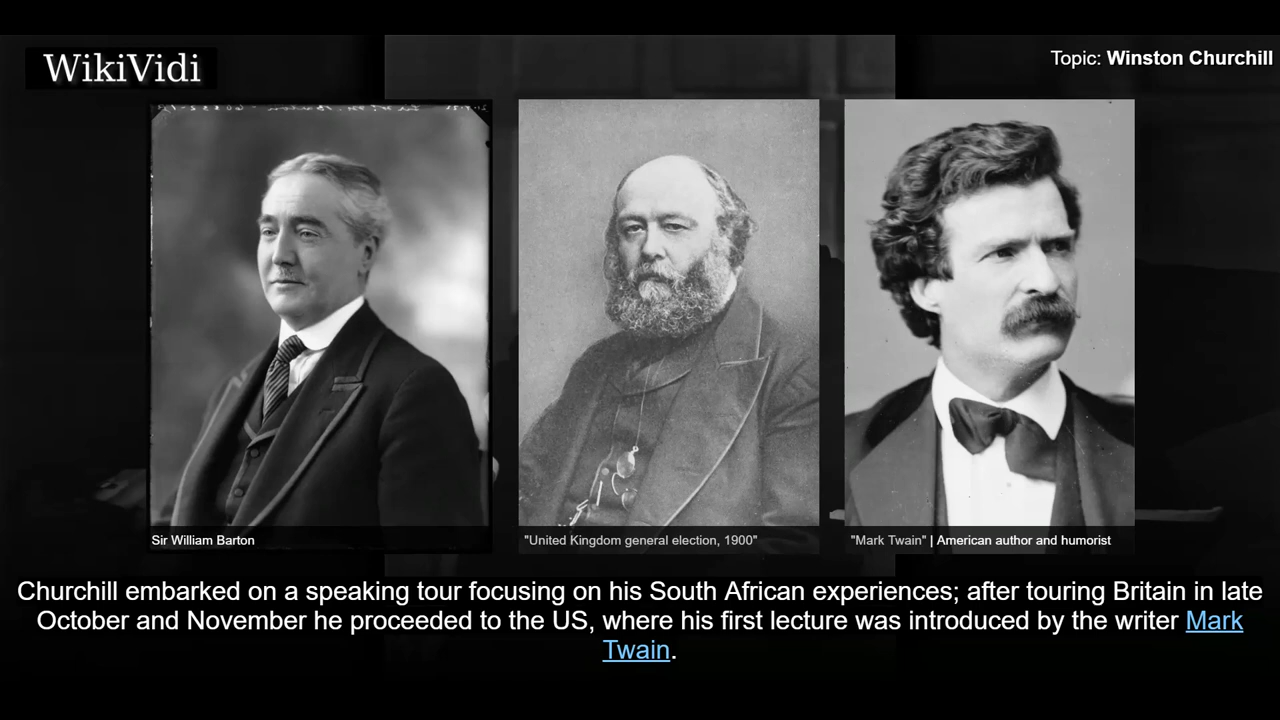 WikiVidi
Topic: Winston Churchill
Sir William Barton
"United Kingdom general election, 1900"
"Mark Twain" | American author and humorist
Churchill embarked on a speaking tour focusing on his South African experiences; after touring Britain in late
October and November he proceeded to the US, where his first lecture was introduced by the writer Mark
Twain.